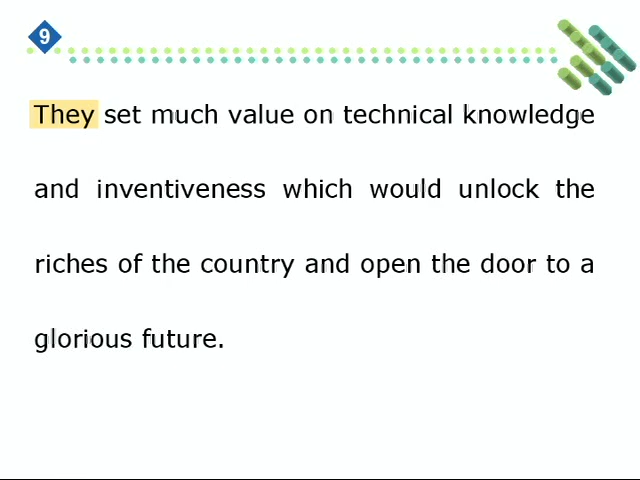 9
They set much value on technical knowledge
and inventiveness which would unlock the
riches of the country and open the door to a
glorious future.